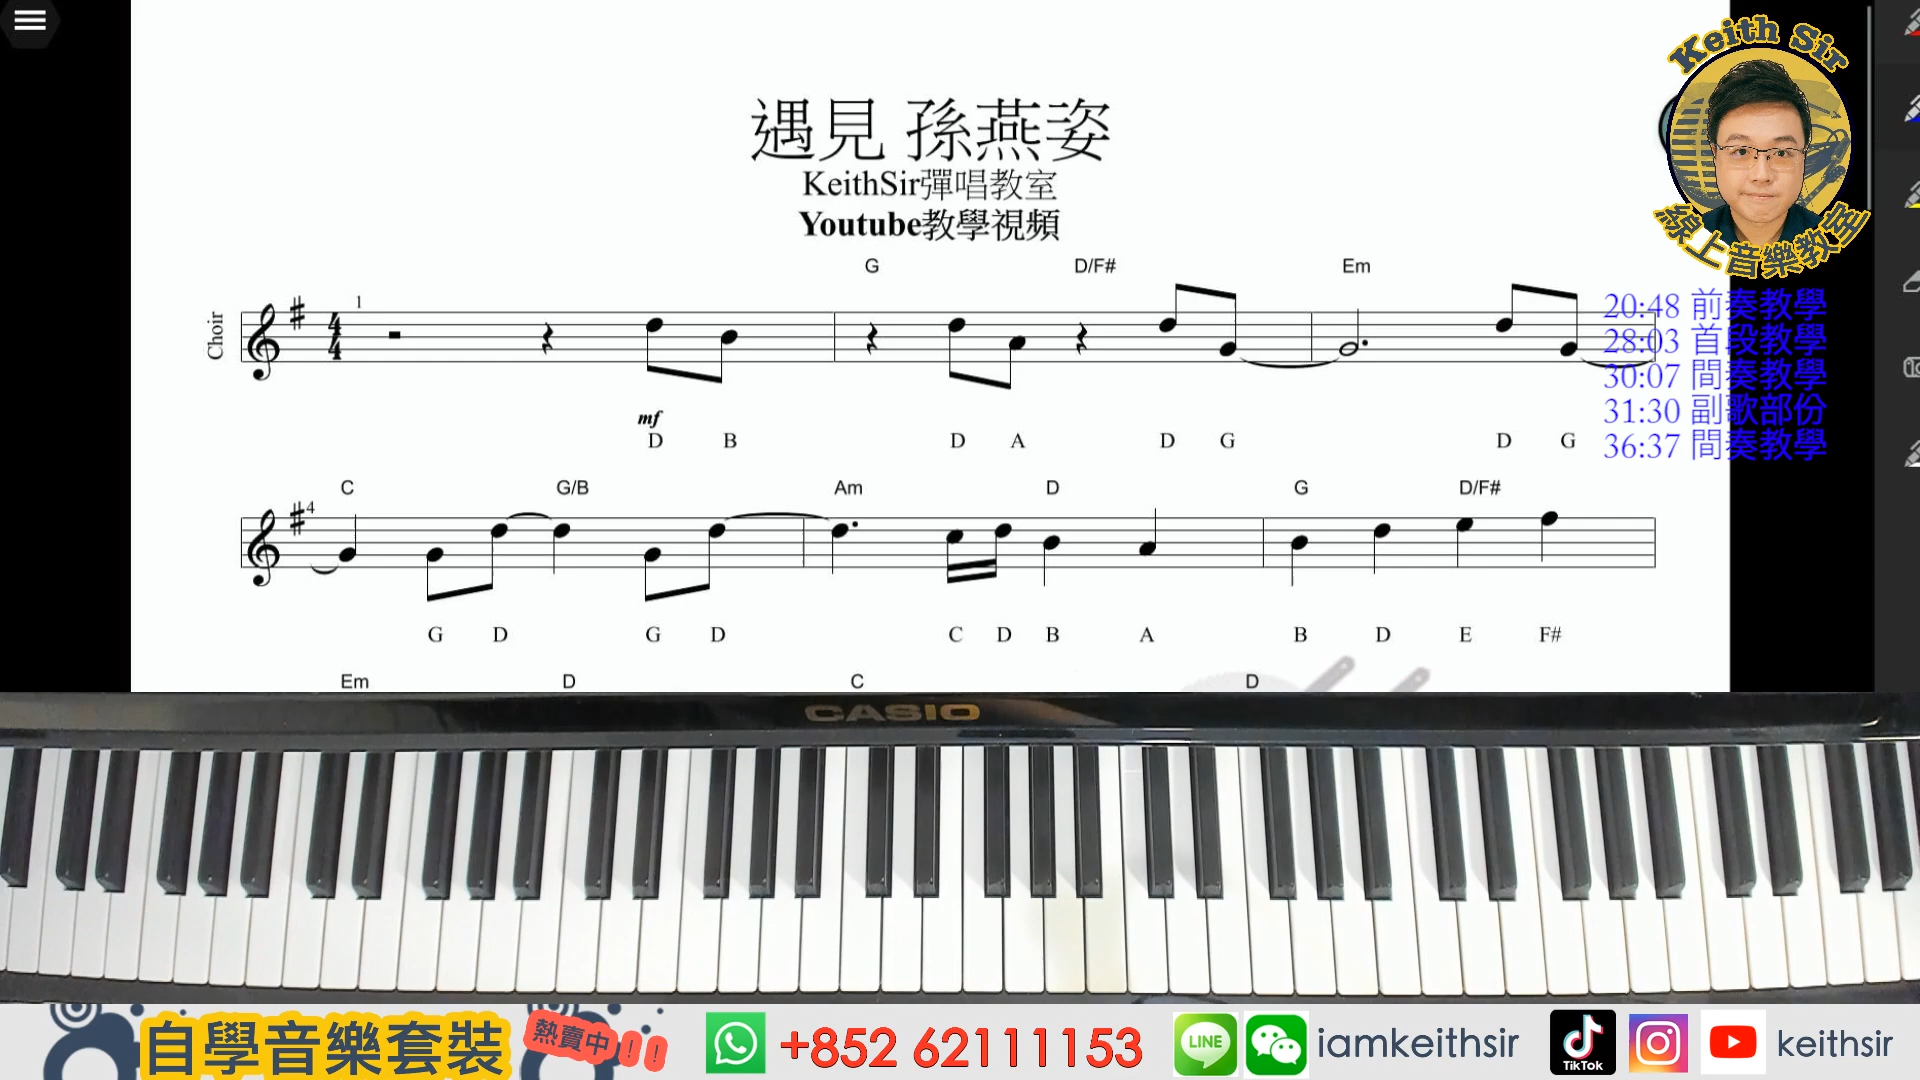 Keith Sir
線上音樂教室
遇見 孫燕姿
KeithSir彈唱教室
Youtube教學視頻
20:48 前奏教學
28:03 首段教學
30:07 間奏教學
31:30 副歌部份
36:37 間奏教學
G D/F# Em
Choir
1
4
4
mf
D B D A D G D G
C G/B Am D G D/F#
4
G D G D C D B A B D E F#
Em D C D
CASIO
自學音樂套裝 熱賣中!! +852 62111153 LINE iamkeithsir TikTok keithsir